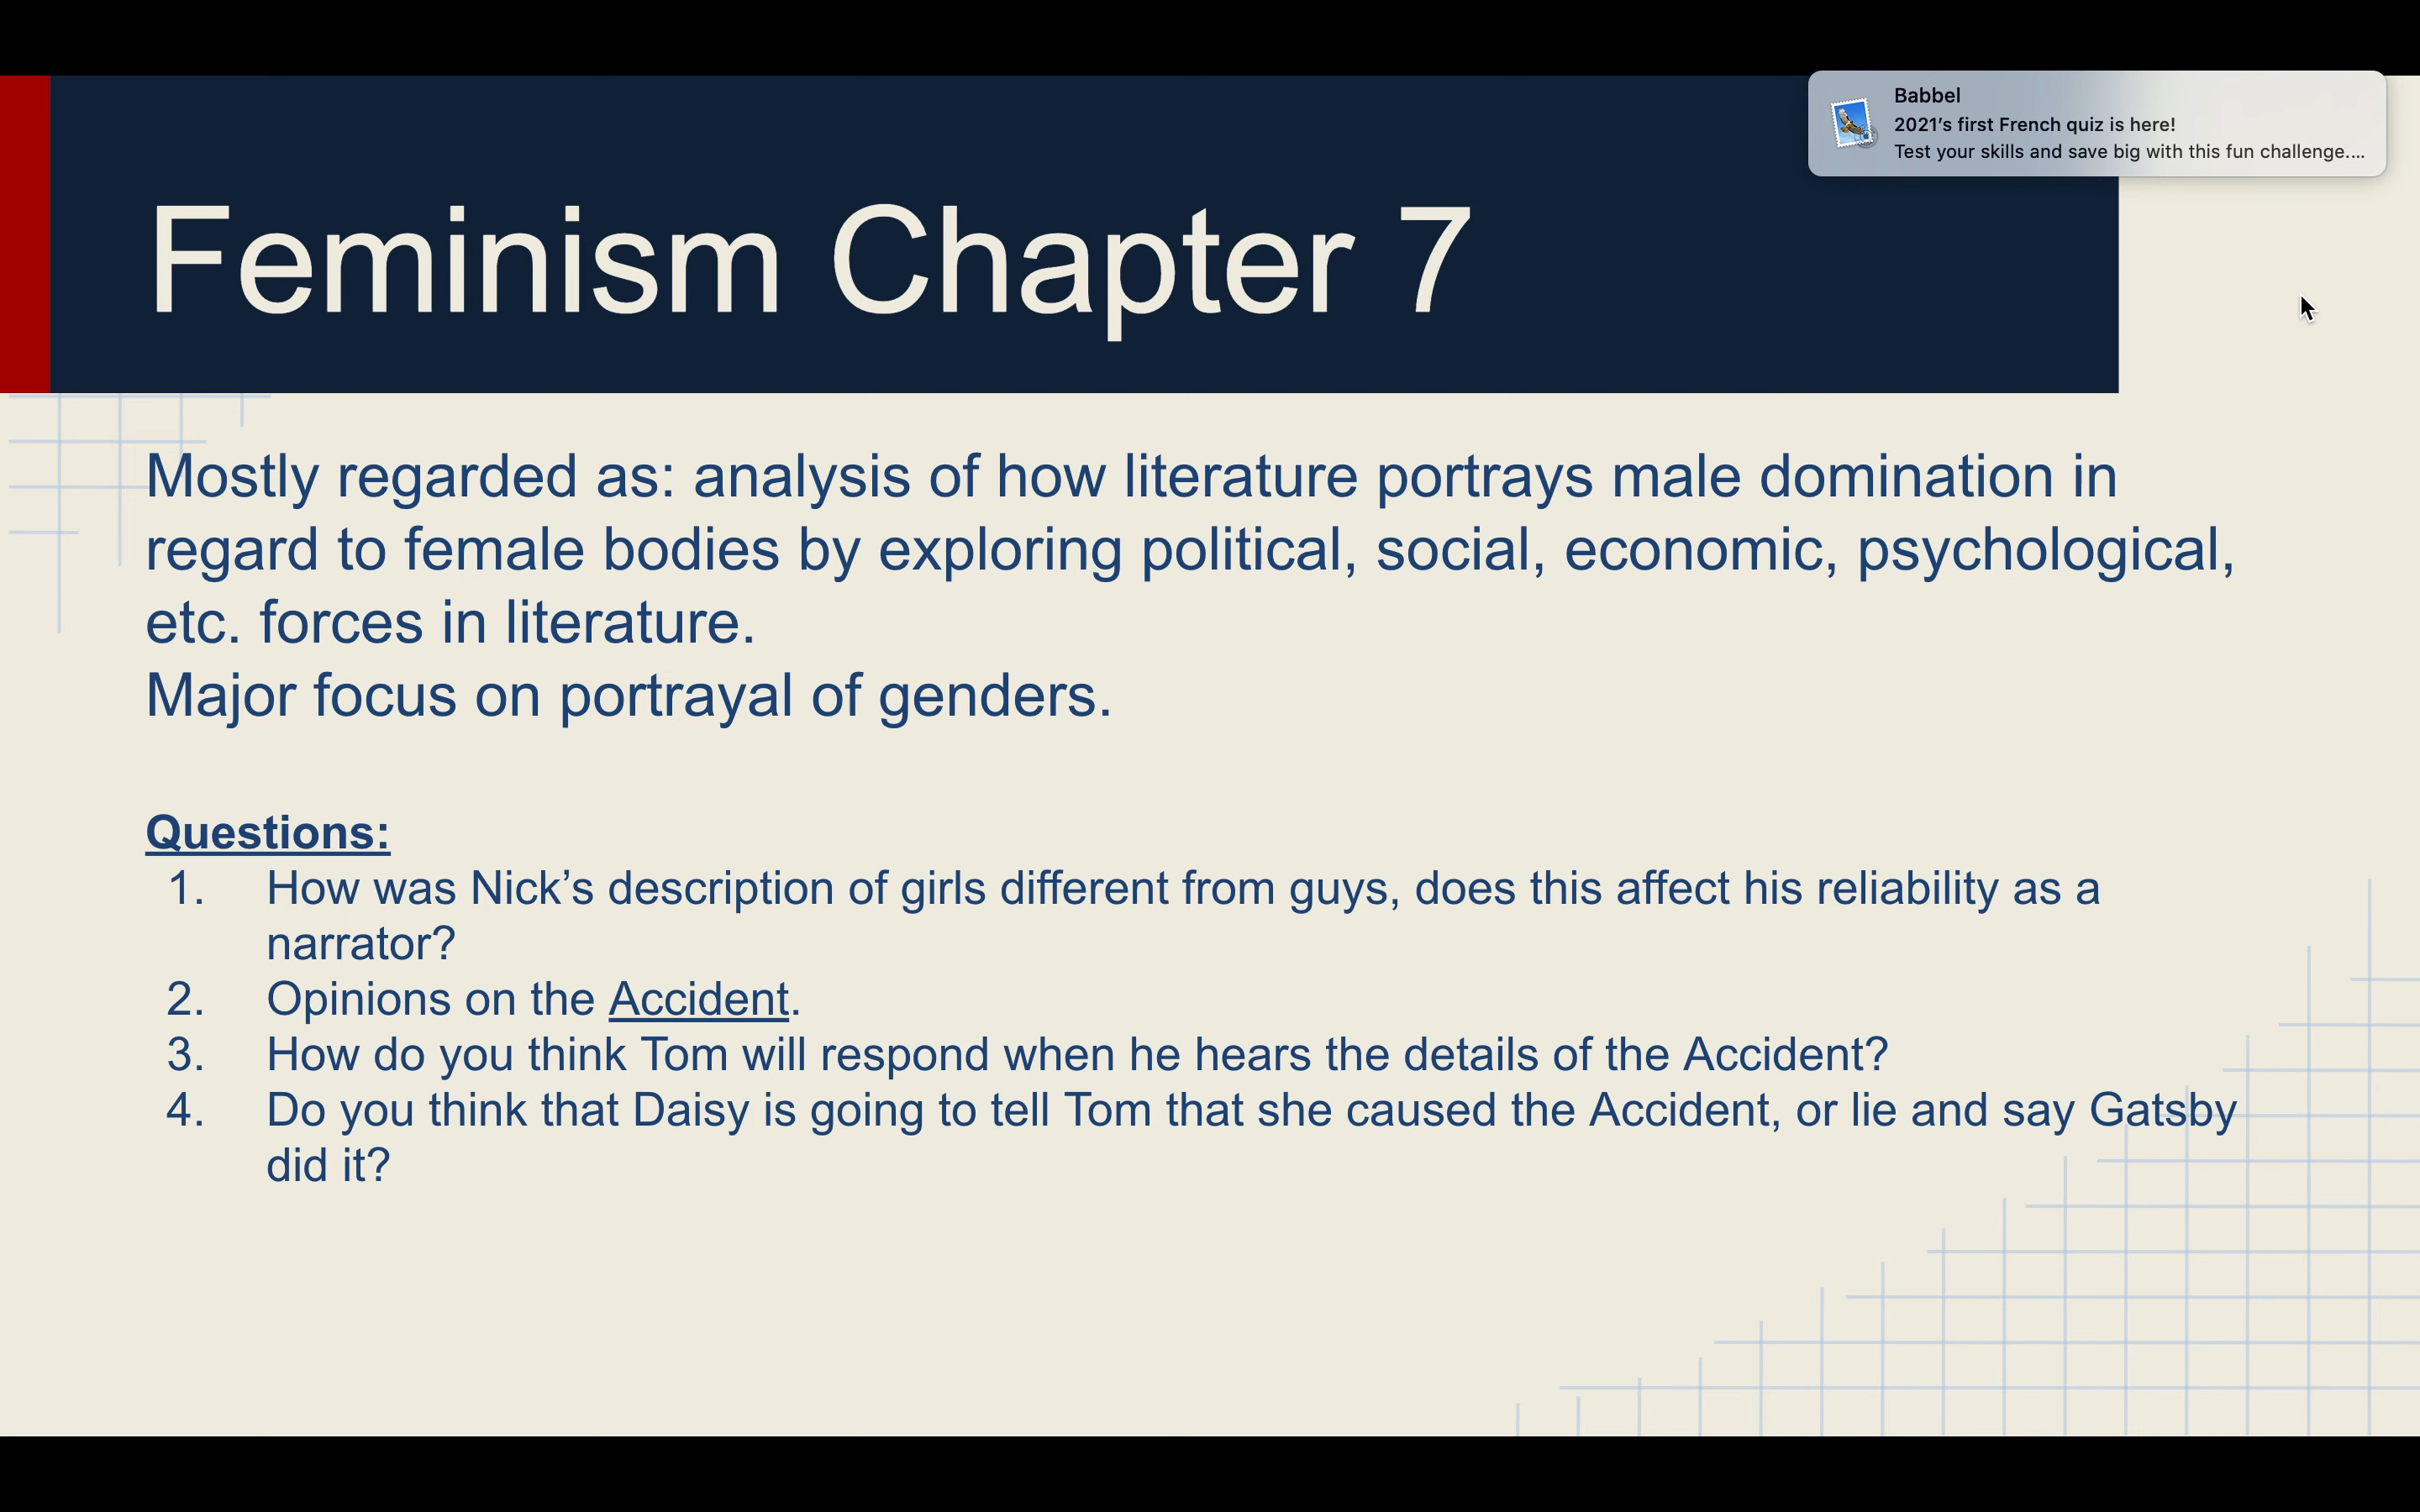 Babbel
2021’s first French quiz is here!
Test your skills and save big with this fun challenge....
Feminism Chapter 7
Mostly regarded as: analysis of how literature portrays male domination in
regard to female bodies by exploring political, social, economic, psychological,
etc. forces in literature.
Major focus on portrayal of genders.
Questions:
1. How was Nick’s description of girls different from guys, does this affect his reliability as a
narrator?
2. Opinions on the Accident.
3. How do you think Tom will respond when he hears the details of the Accident?
4. Do you think that Daisy is going to tell Tom that she caused the Accident, or lie and say Gatsby
did it?